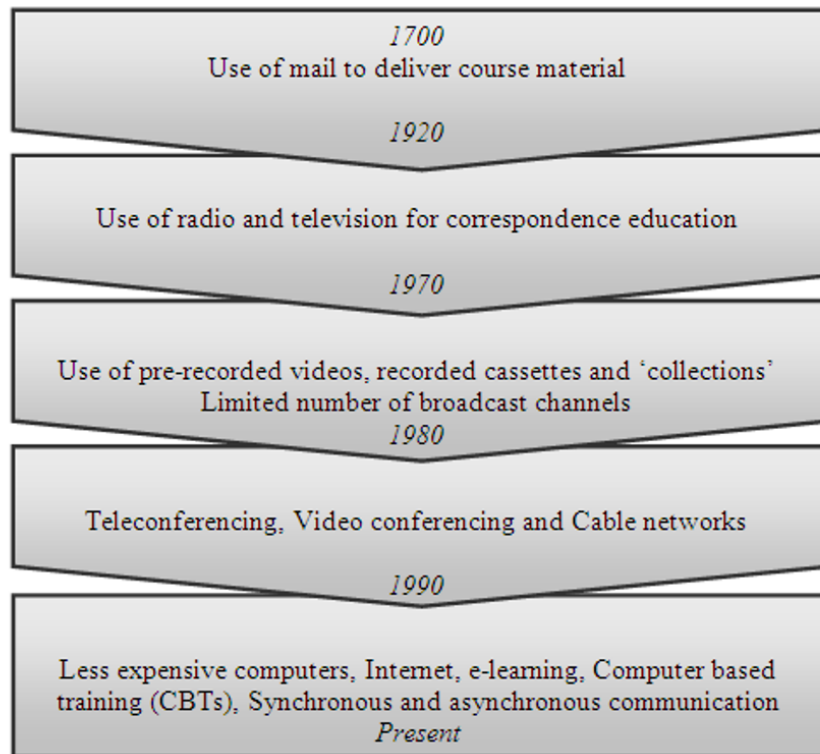 1700
Use of mail to deliver course material
1920
Use of radio and television for correspondence education
1970
Use of pre-recorded videos, recorded cassettes and ‘collections’
Limited number of broadcast channels
1980
Teleconferencing, Video conferencing and Cable networks
1990
Less expensive computers, Internet, e-learning, Computer based
training (CBTs), Synchronous and asynchronous communication
Present